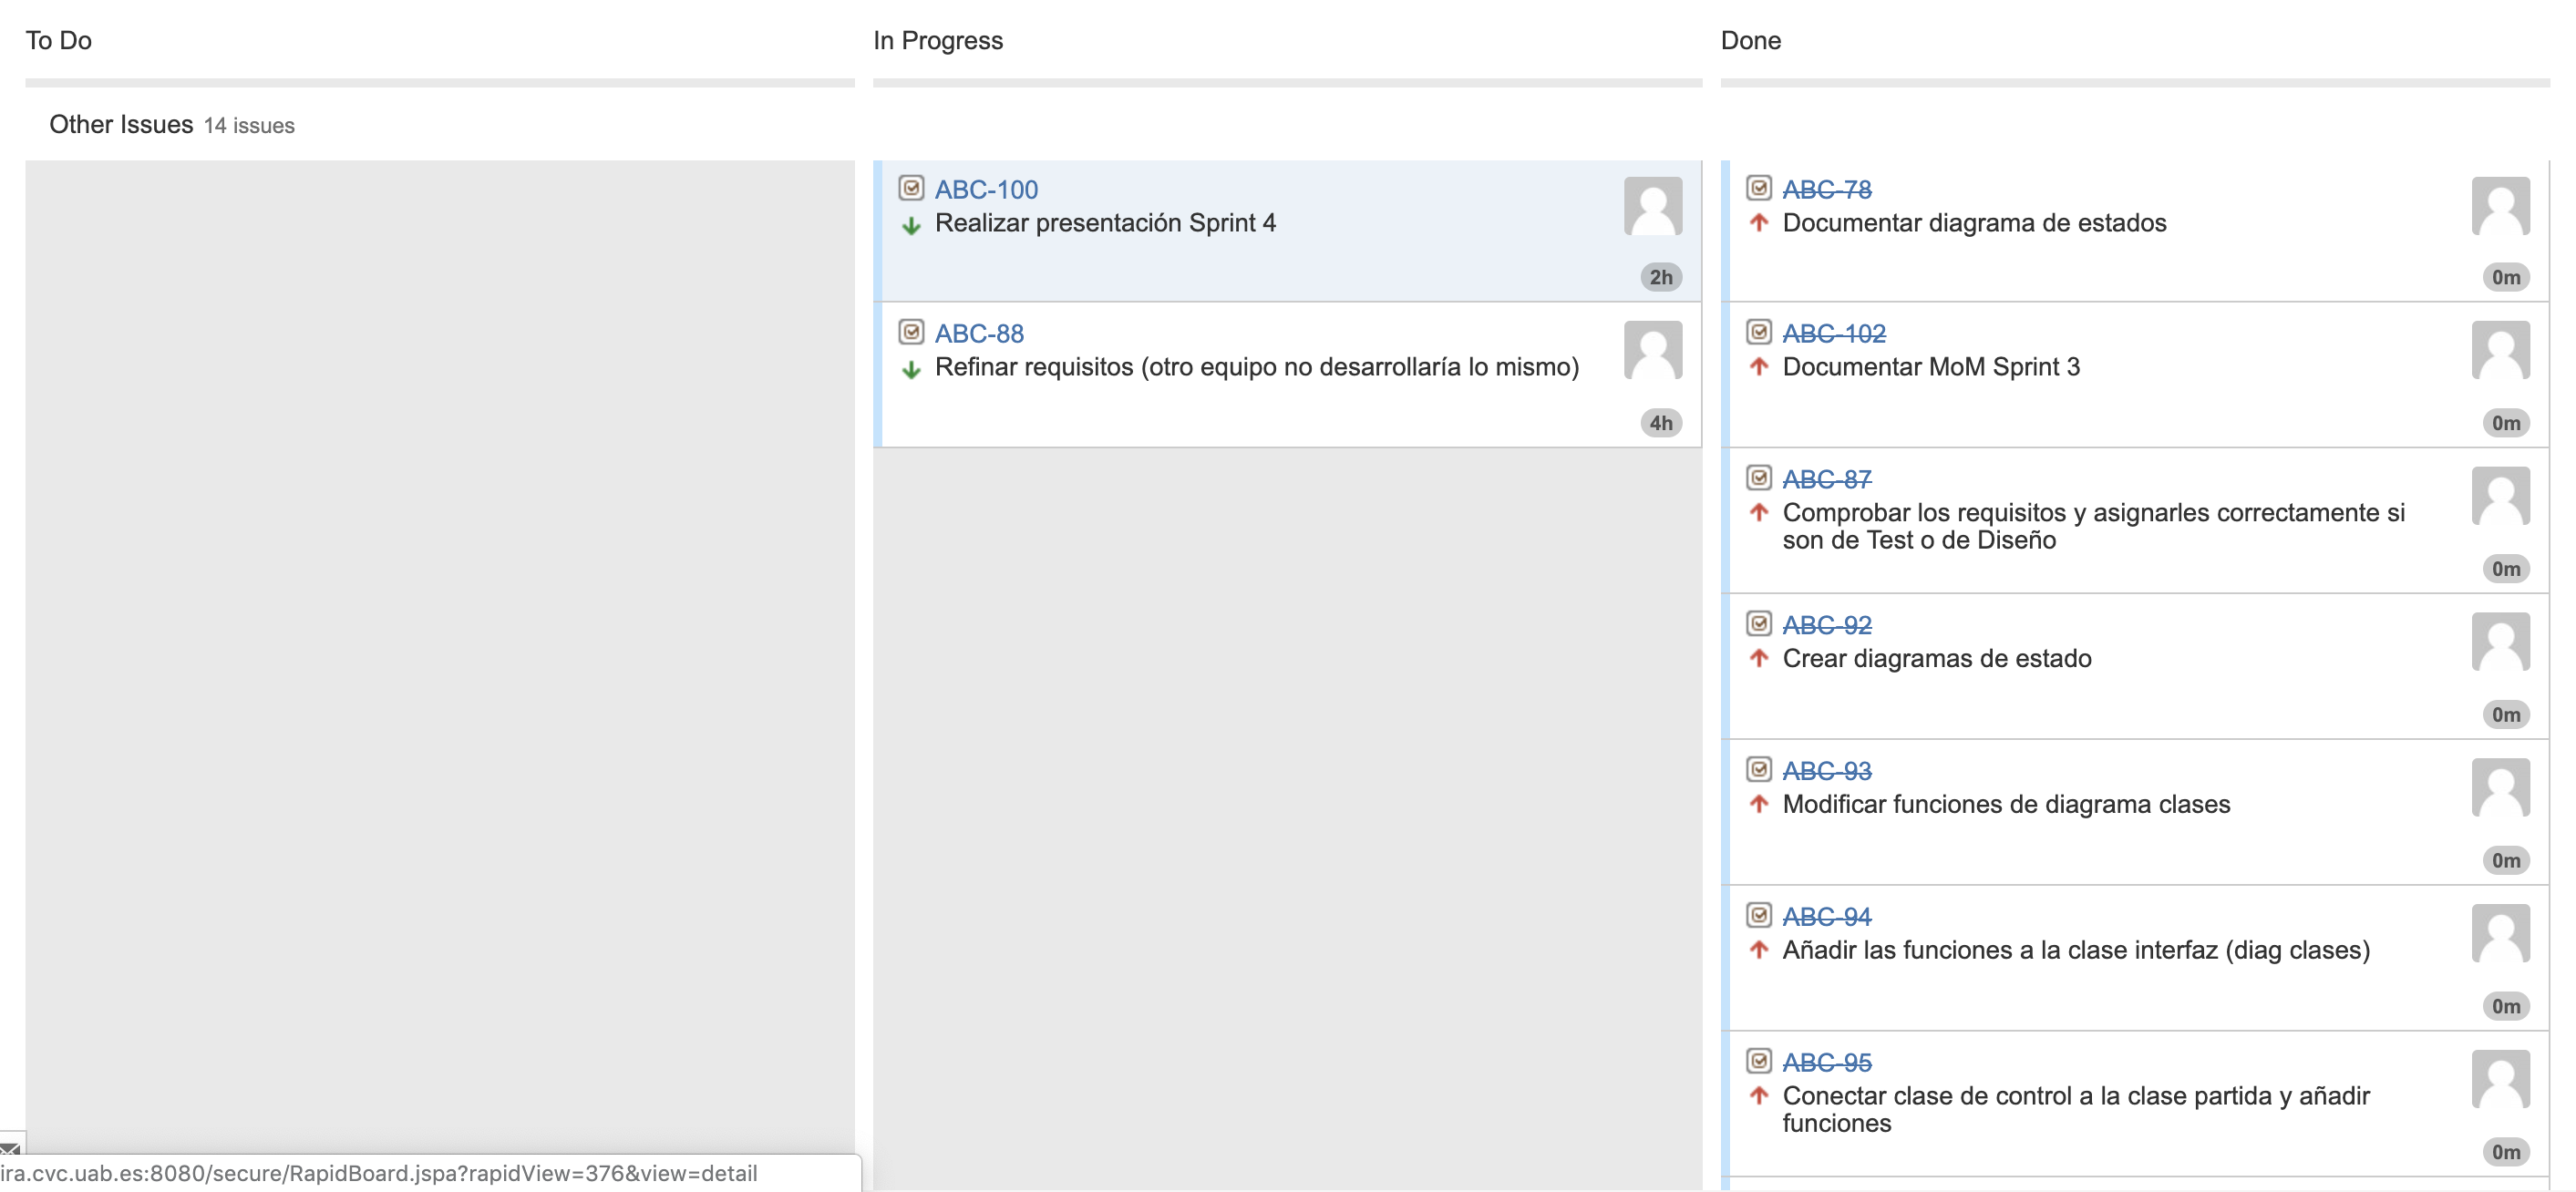 To Do
In Progress
Done
Other Issues 14 issues
ABC-100
Realizar presentación Sprint 4
2h
ABC-88
Refinar requisitos (otro equipo no desarrollaría lo mismo)
4h
ABC-78
Documentar diagrama de estados
0m
ABC-102
Documentar MoM Sprint 3
0m
ABC-87
Comprobar los requisitos y asignarles correctamente si
son de Test o de Diseño
0m
ABC-92
Crear diagramas de estado
0m
ABC-93
Modificar funciones de diagrama clases
0m
ABC-94
Añadir las funciones a la clase interfaz (diag clases)
0m
ABC-95
Conectar clase de control a la clase partida y añadir
funciones
0m
ira.cvc.uab.es:8080/secure/RapidBoard.jspa?rapidView=376&view=detail